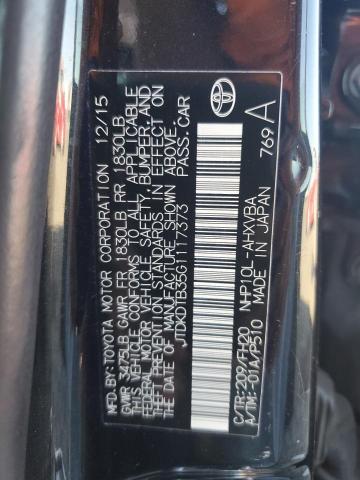 MFD. BY:TOYOTA MOTOR CORPORATION 12/15
GVWR 3475LB GAWR FR 1830LB RR 1830LB
THIS VEHICLE CONFORMS TO ALL APPLICABLE
FEDERAL MOTOR VEHICLE SAFETY, BUMPER, AND
THEFT PREVENTION STANDARDS IN EFFECT ON
THE DATE OF MANUFACTURE SHOWN ABOVE.
JTDKDTB35G1117373 PASS.CAR
C/TR:209/FH20 NHP10L-AHXVBA
A/TM:-01A/P510 MADE IN JAPAN
769 A
TOYOTA